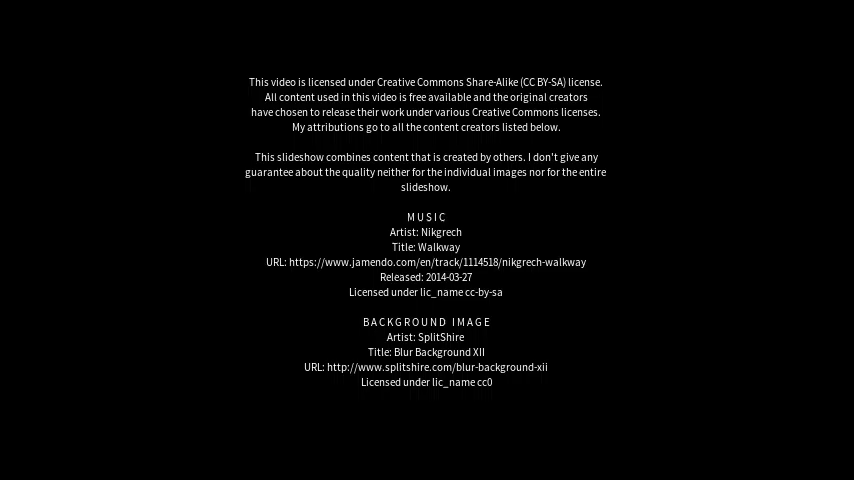 This video is licensed under Creative Commons Share-Alike (CC BY-SA) license.
All content used in this video is free available and the original creators
have chosen to release their work under various Creative Commons licenses.
My attributions go to all the content creators listed below.
This slideshow combines content that is created by others. I don't give any
guarantee about the quality neither for the individual images nor for the entire
slideshow.
M U S I C
Artist: Nikgrech
Title: Walkway
URL: https://www.jamendo.com/en/track/1114518/nikgrech-walkway
Released: 2014-03-27
Licensed under lic_name cc-by-sa
B A C K G R O U N D  I M A G E
Artist: SplitShire
Title: Blur Background XII
URL: http://www.splitshire.com/blur-background-xii
Licensed under lic_name cc0